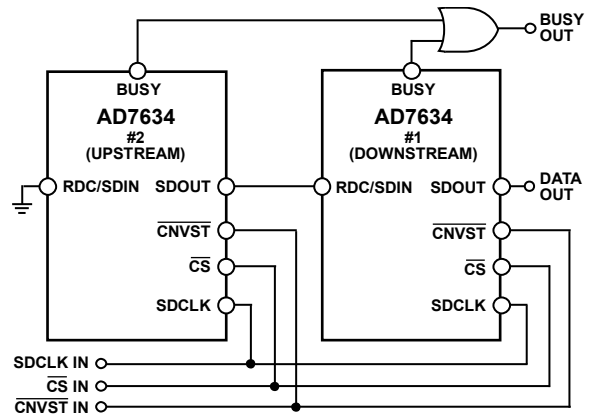 BUSY
OUT
BUSY
AD7634
#2
(UPSTREAM)
RDC/SDIN
SDOUT
CNVST
CS
SDCLK
BUSY
AD7634
#1
(DOWNSTREAM)
RDC/SDIN
SDOUT
CNVST
CS
SDCLK
DATA
OUT
SDCLK IN
CS IN
CNVST IN